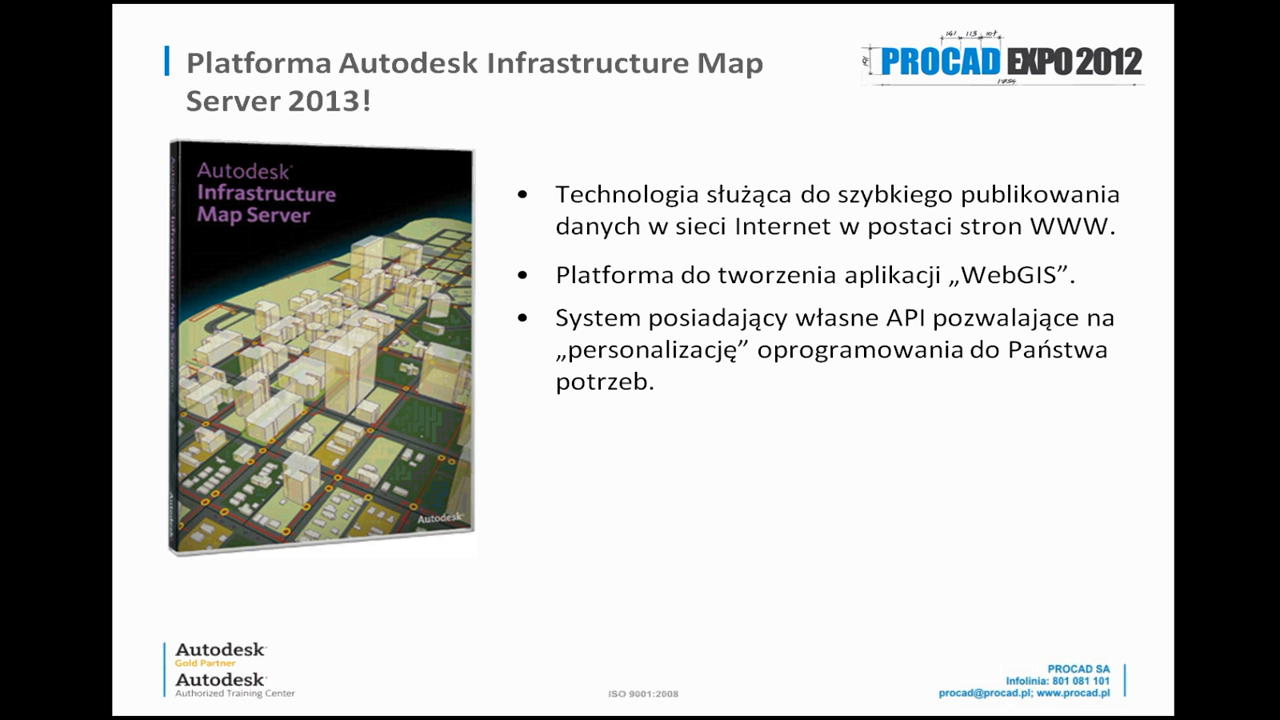 Platforma Autodesk Infrastructure Map
Server 2013!
PROCAD EXPO 2012
Autodesk
Infrastructure
Map Server
Autodesk
• Technologia służąca do szybkiego publikowania
danych w sieci Internet w postaci stron WWW.
• Platforma do tworzenia aplikacji „WebGIS”.
• System posiadający własne API pozwalające na
„personalizację” oprogramowania do Państwa
potrzeb.
Autodesk
Gold Partner
Autodesk
Authorized Training Center
ISO 9001:2008
PROCAD SA
Infolinia: 801 081 101
procad@procad.pl; www.procad.pl